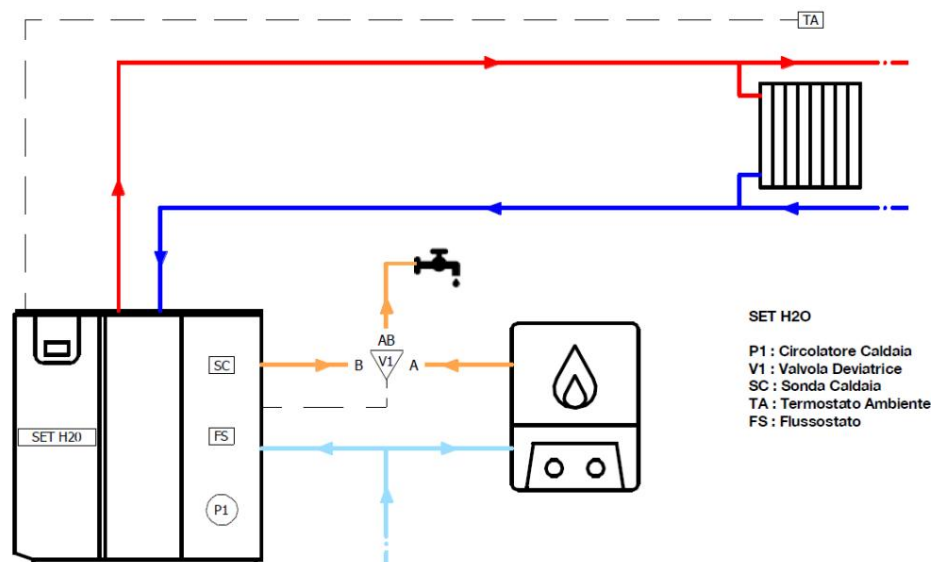 TA
AB
SC
B
V1
A
SET H20
FS
P1
SET H2O
P1 : Circolatore Caldaia
V1 : Valvola Deviatrice
SC : Sonda Caldaia
TA : Termostato Ambiente
FS : Flussostato